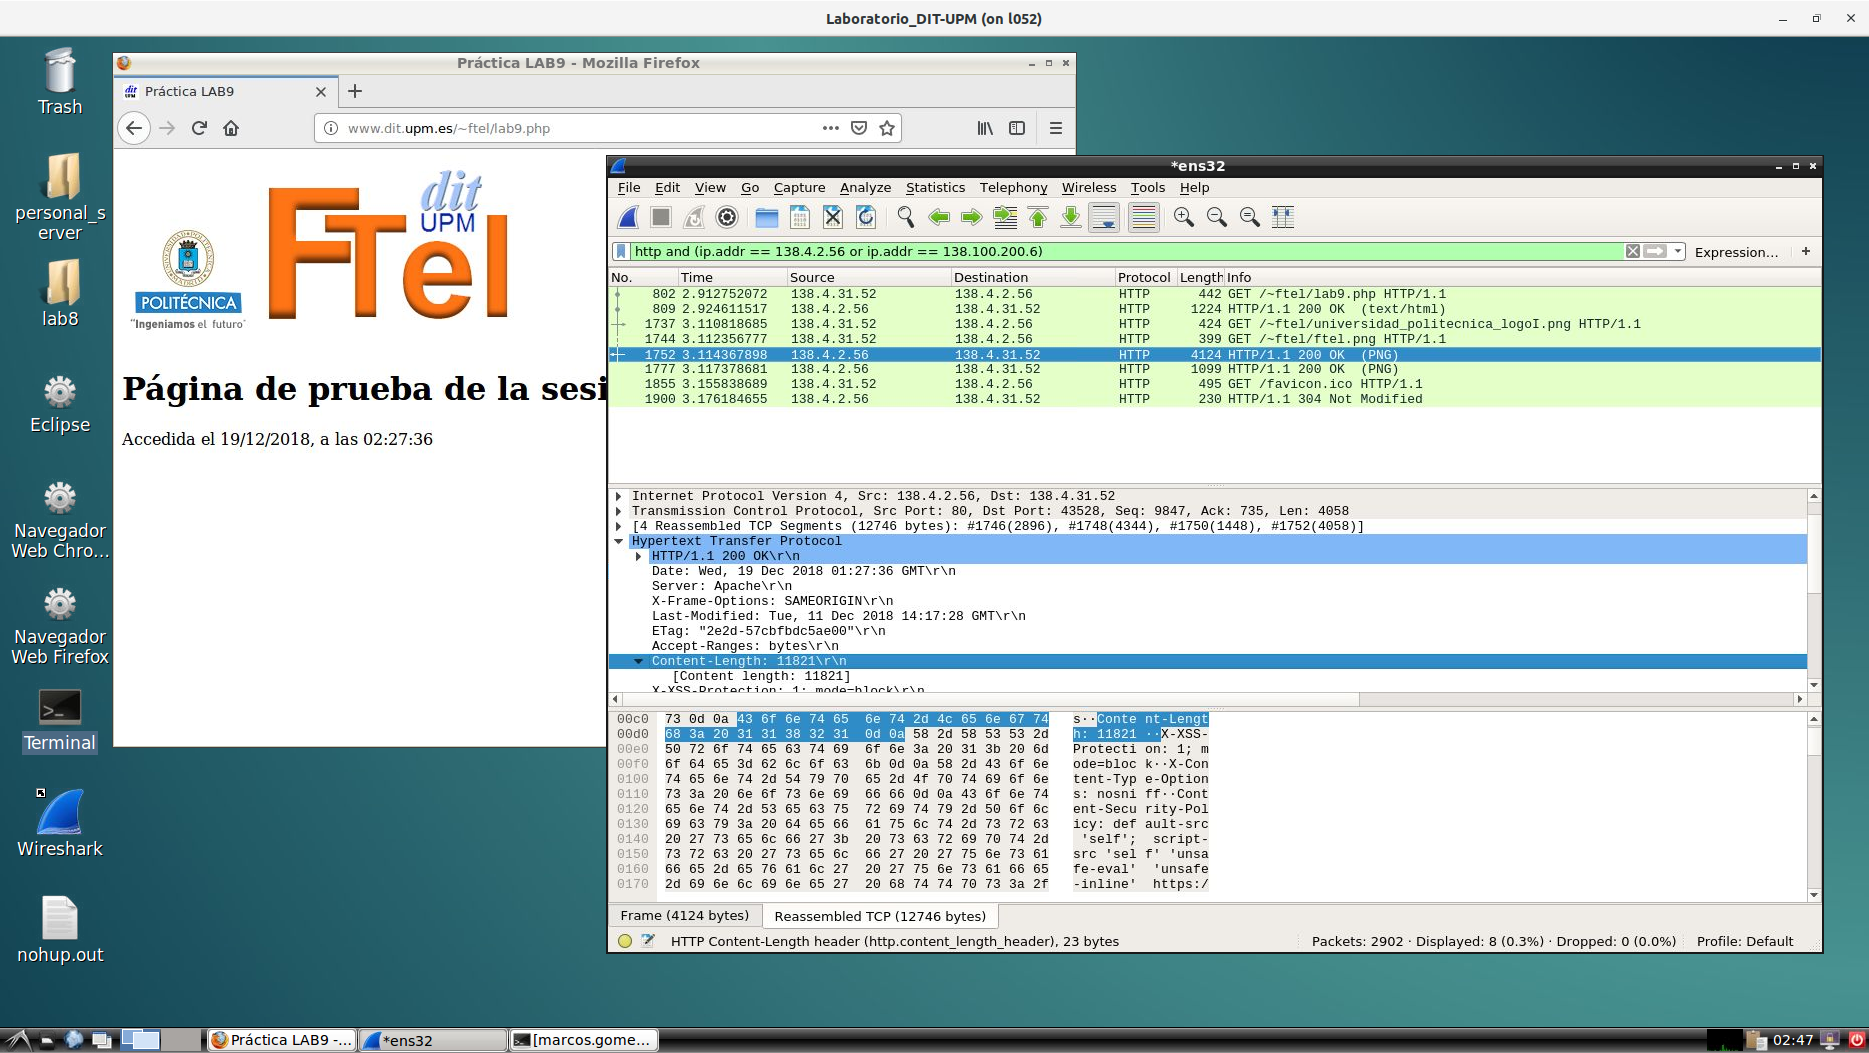 Laboratorio_DIT-UPM (on l052)
Trash
personal_s
erver
lab8
Eclipse
Navegador
Web Chro...
Navegador
Web Firefox
Terminal
Wireshark
nohup.out
Práctica LAB9 - Mozilla Firefox
Práctica LAB9
www.dit.upm.es/~ftel/lab9.php
POLITÉCNICA
"Ingeniamos el futuro"
FTel
dit
UPM
Página de prueba de la sesi
Accedida el 19/12/2018, a las 02:27:36
*ens32
File Edit View Go Capture Analyze Statistics Telephony Wireless Tools Help
http and (ip.addr == 138.4.2.56 or ip.addr == 138.100.200.6)
Expression... +
No. Time Source Destination Protocol Length Info
802 2.912752072 138.4.31.52 138.4.2.56 HTTP 442 GET /~ftel/lab9.php HTTP/1.1
809 2.924611517 138.4.2.56 138.4.31.52 HTTP 1224 HTTP/1.1 200 OK (text/html)
1737 3.110818685 138.4.31.52 138.4.2.56 HTTP 424 GET /~ftel/universidad_politecnica_logoI.png HTTP/1.1
1744 3.112356777 138.4.31.52 138.4.2.56 HTTP 399 GET /~ftel/ftel.png HTTP/1.1
1752 3.114367898 138.4.2.56 138.4.31.52 HTTP 4124 HTTP/1.1 200 OK (PNG)
1777 3.117378681 138.4.2.56 138.4.31.52 HTTP 1099 HTTP/1.1 200 OK (PNG)
1855 3.155838689 138.4.31.52 138.4.2.56 HTTP 495 GET /favicon.ico HTTP/1.1
1900 3.176184655 138.4.2.56 138.4.31.52 HTTP 230 HTTP/1.1 304 Not Modified
Internet Protocol Version 4, Src: 138.4.2.56, Dst: 138.4.31.52
Transmission Control Protocol, Src Port: 80, Dst Port: 43528, Seq: 9847, Ack: 735, Len: 4058
[4 Reassembled TCP Segments (12746 bytes): #1746(2896), #1748(4344), #1750(1448), #1752(4058)]
Hypertext Transfer Protocol
HTTP/1.1 200 OK\r\n
Date: Wed, 19 Dec 2018 01:27:36 GMT\r\n
Server: Apache\r\n
X-Frame-Options: SAMEORIGIN\r\n
Last-Modified: Tue, 11 Dec 2018 14:17:28 GMT\r\n
ETag: "2e2d-57cbfbdc5ae00"\r\n
Accept-Ranges: bytes\r\n
Content-Length: 11821\r\n
[Content length: 11821]
X-XSS-Protection: 1; mode=block\r\n
00c0 73 0d 0a 43 6f 6e 74 65 6e 74 2d 4c 65 6e 67 74 s··Conte nt-Lengt
00d0 68 3a 20 31 31 38 32 31 0d 0a 58 2d 58 53 53 2d h: 11821 ··X-XSS-
00e0 50 72 6f 74 65 63 74 69 6f 6e 3a 20 31 3b 20 6d Protecti on: 1; m
00f0 6f 64 65 3d 62 6c 6f 63 6b 0d 0a 58 2d 43 6f 6e ode=bloc k··X-Con
0100 74 65 6e 74 2d 54 79 70 65 2d 4f 70 74 69 6f 6e tent-Typ e-Option
0110 73 3a 20 6e 6f 73 6e 69 66 66 0d 0a 43 6f 6e 74 s: nosni ff··Cont
0120 65 6e 74 2d 53 65 63 75 72 69 74 79 2d 50 6f 6c ent-Secu rity-Pol
0130 69 63 79 3a 20 64 65 66 61 75 6c 74 2d 73 72 63 icy: def ault-src
0140 20 27 73 65 6c 66 27 3b 20 73 63 72 69 70 74 2d 'self'; script-
0150 73 72 63 20 27 73 65 6c 66 27 20 27 75 6e 73 61 src 'sel f' 'unsa
0160 66 65 2d 65 76 61 6c 27 20 27 75 6e 73 61 66 65 fe-eval' 'unsafe
0170 2d 69 6e 6c 69 6e 65 27 20 68 74 74 70 73 3a 2f -inline' https:/
Frame (4124 bytes) Reassembled TCP (12746 bytes)
HTTP Content-Length header (http.content_length_header), 23 bytes
Packets: 2902 · Displayed: 8 (0.3%) · Dropped: 0 (0.0%)
Profile: Default
Práctica LAB9 -...
*ens32
[marcos.gome...
02:47